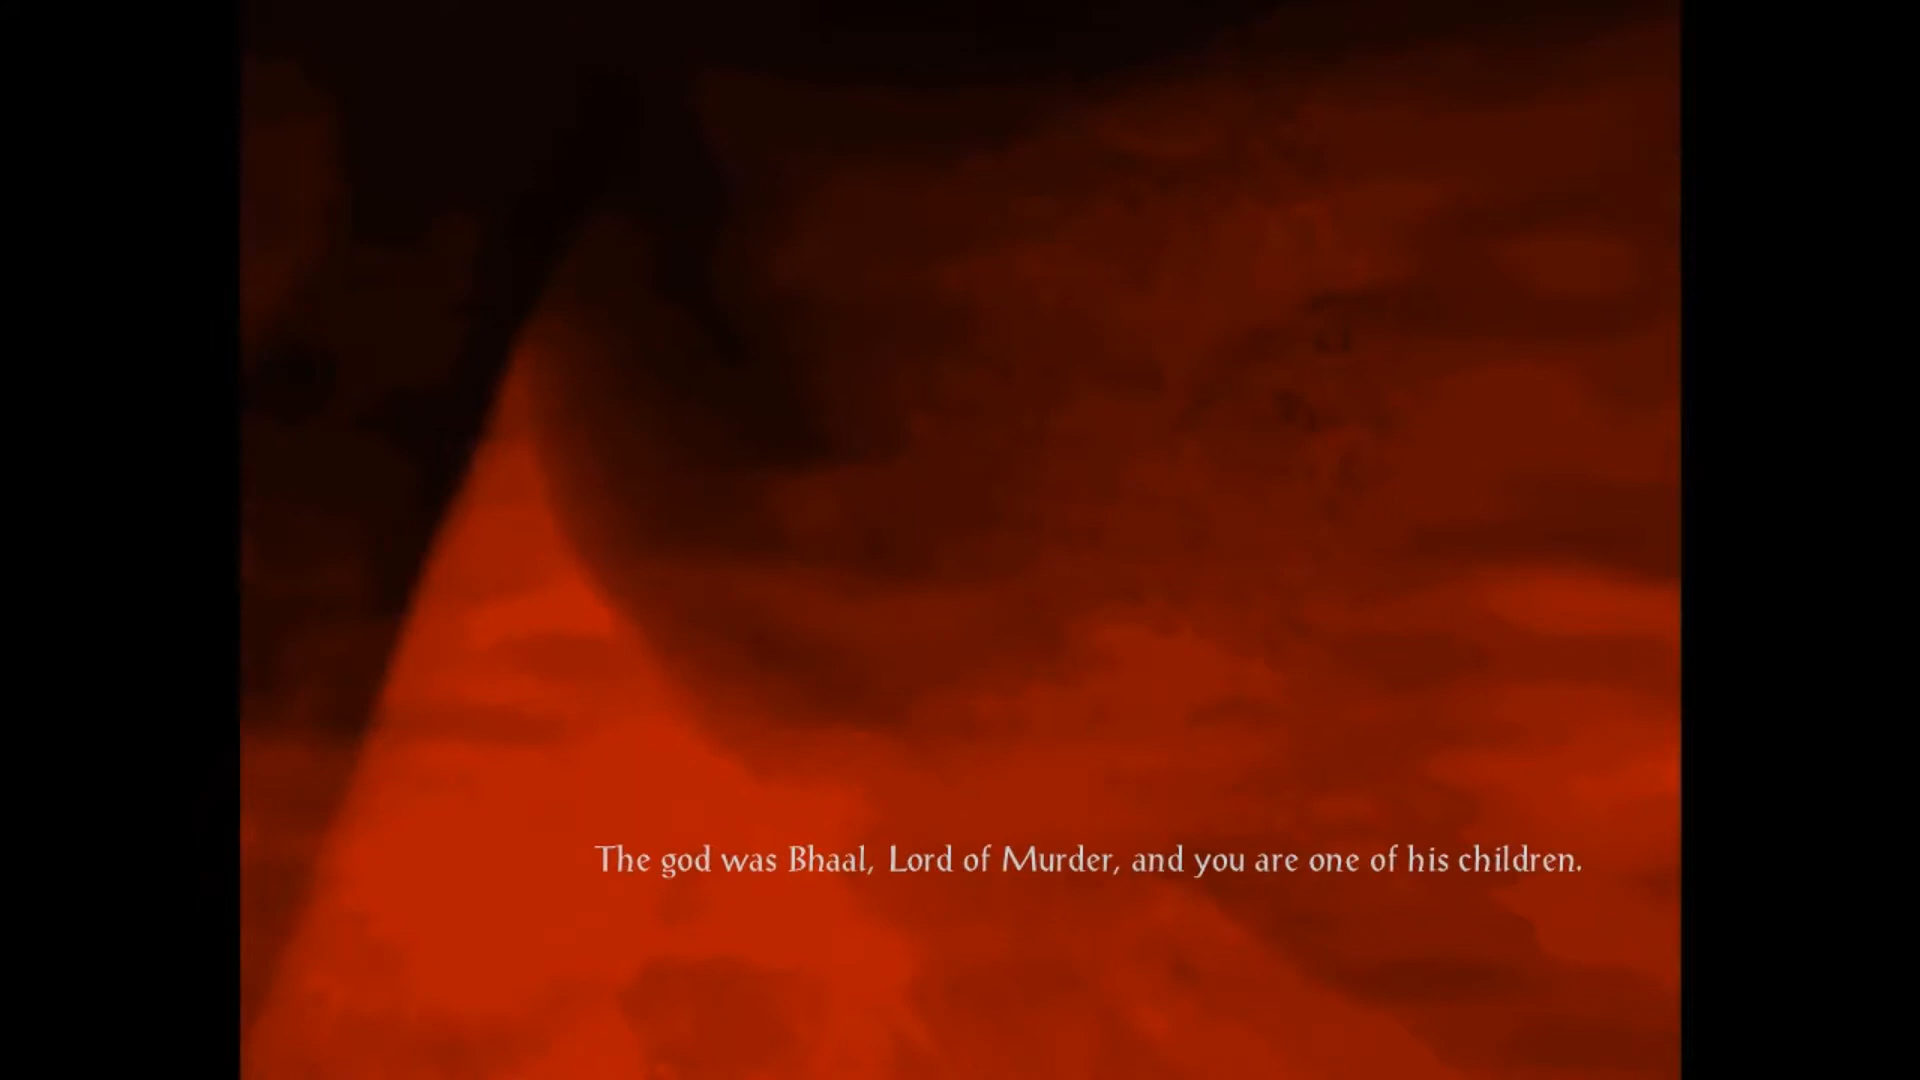 The god was Bhaal, Lord of Murder, and you are one of his children.